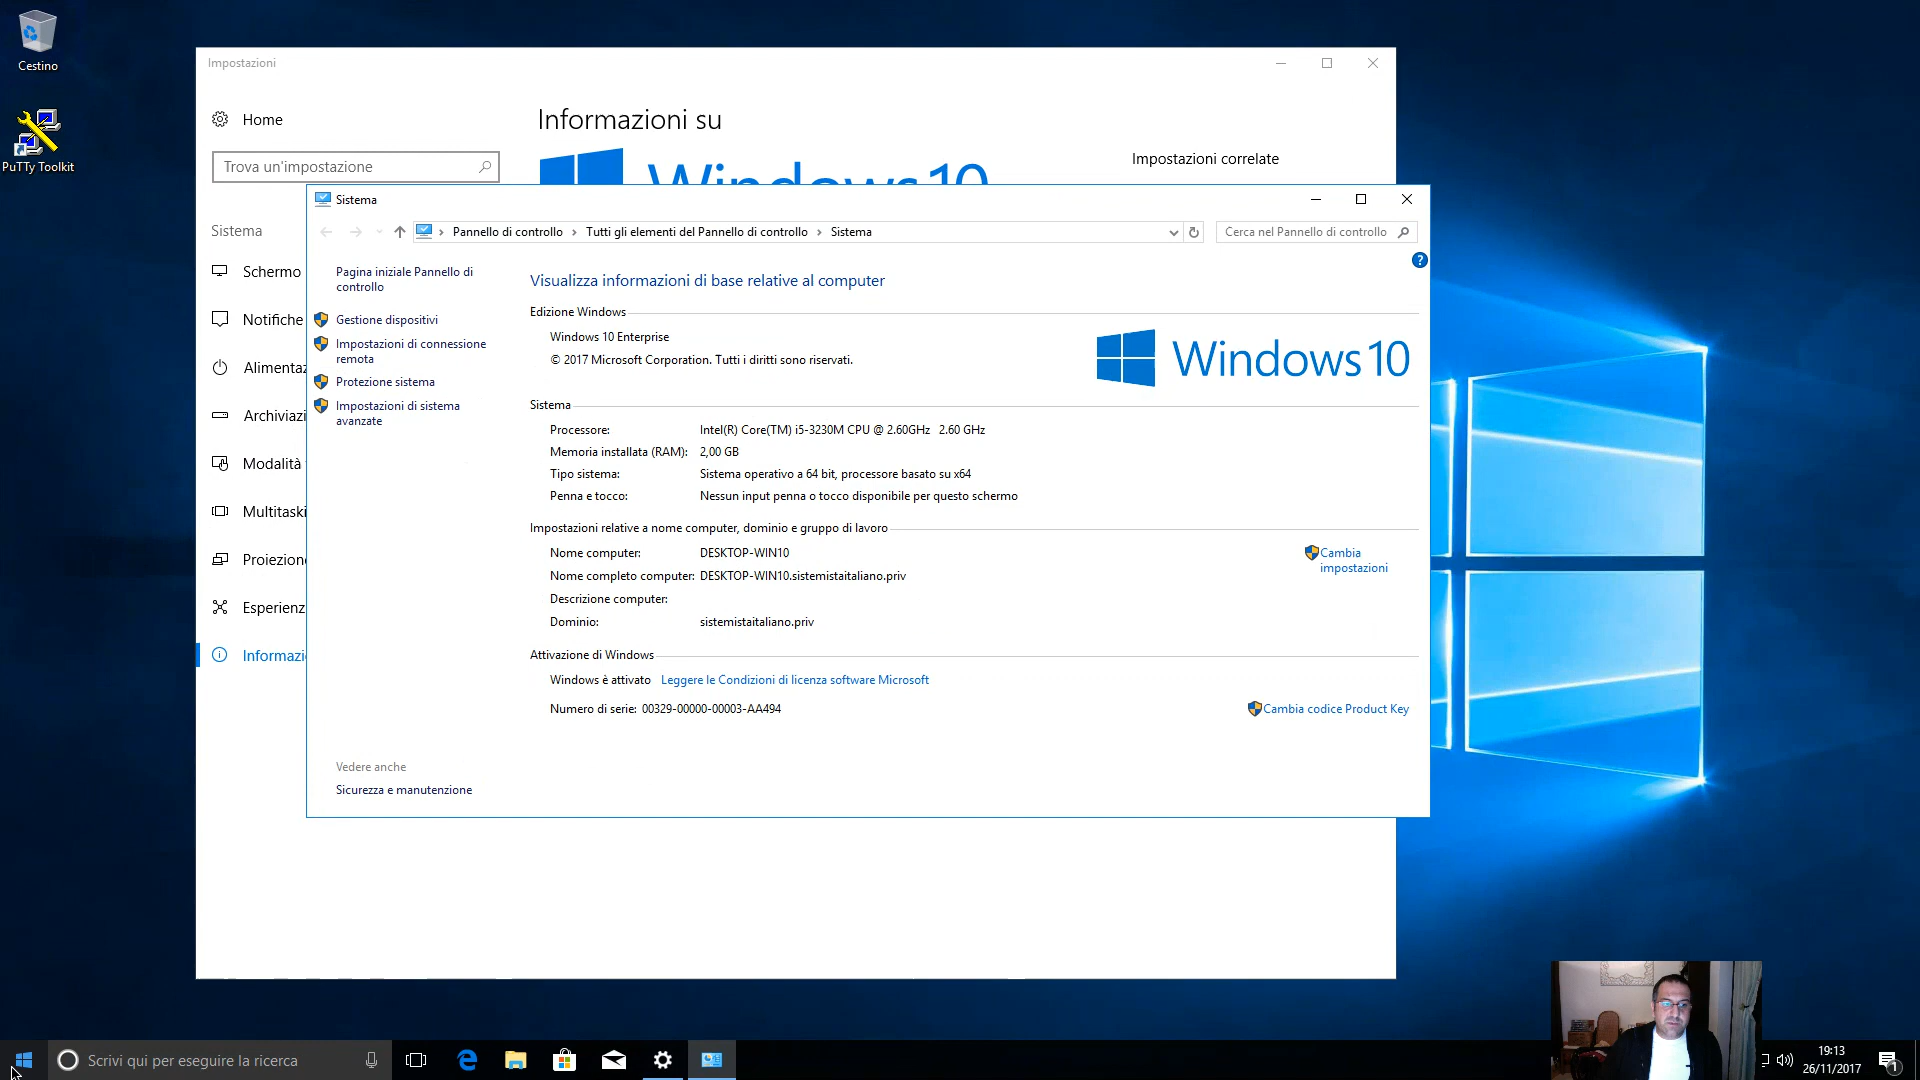 Cestino
PuTTy Toolkit
Impostazioni
Home
Trova un'impostazione
Sistema
Schermo
Notifiche
Informazioni su
Windows 10
Impostazioni correlate
Sistema
Pannello di controllo
Tutti gli elementi del Pannello di controllo
Sistema
Cerca nel Pannello di controllo
Pagina iniziale Pannello di
controllo
Gestione dispositivi
Impostazioni di connessione
remota
Protezione sistema
Impostazioni di sistema
avanzate
Vedere anche
Sicurezza e manutenzione
Visualizza informazioni di base relative al computer
Edizione Windows
Windows 10 Enterprise
© 2017 Microsoft Corporation. Tutti i diritti sono riservati.
Windows 10
Sistema
Processore: Intel(R) Core(TM) i5-3230M CPU @ 2.60GHz 2.60 GHz
Memoria installata (RAM): 2,00 GB
Tipo sistema: Sistema operativo a 64 bit, processore basato su x64
Penna e tocco: Nessun input penna o tocco disponibile per questo schermo
Impostazioni relative a nome computer, dominio e gruppo di lavoro
Nome computer: DESKTOP-WIN10
Cambia
impostazioni
Nome completo computer: DESKTOP-WIN10.sistemistaitaliano.priv
Descrizione computer:
Dominio: sistemistaitaliano.priv
Attivazione di Windows
Windows è attivato Leggere le Condizioni di licenza software Microsoft
Numero di serie: 00329-00000-00003-AA494
Cambia codice Product Key
Alimentaz
Archiviazi
Modalità
Multitaski
Proiezion
Esperienz
Informazi
Scrivi qui per eseguire la ricerca
19:13
26/11/2017
1